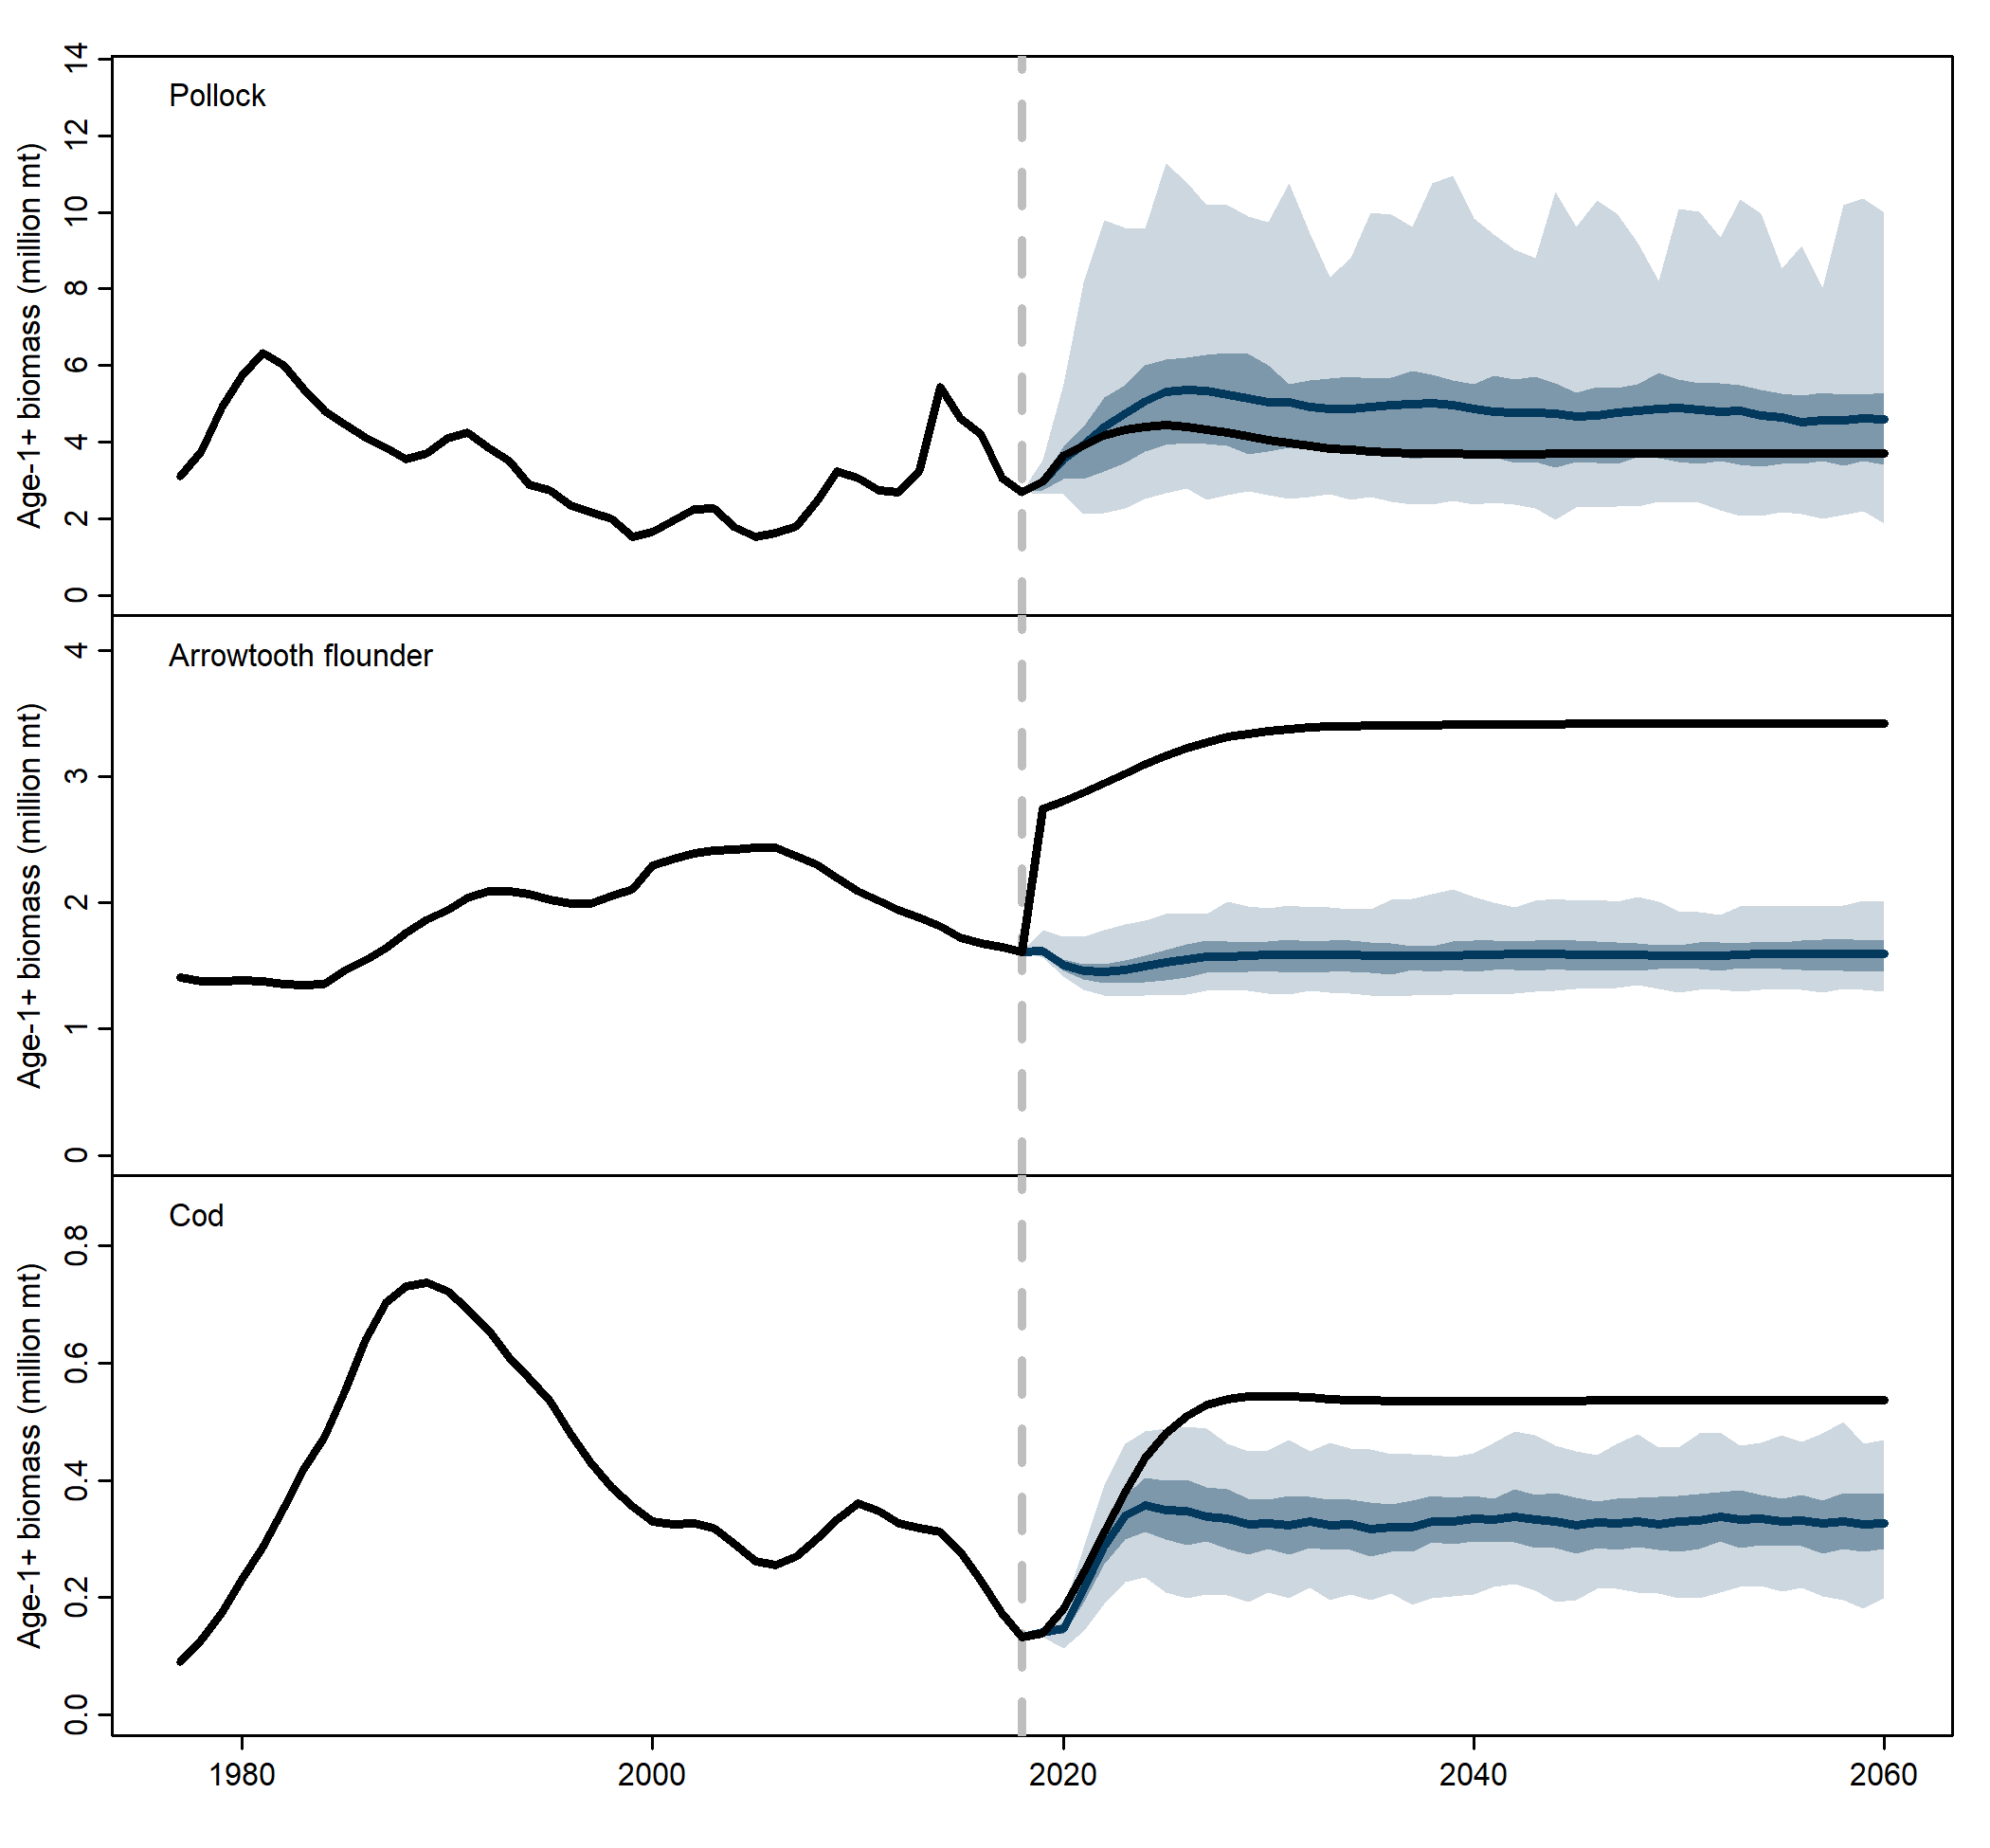 Pollock
Age-1+ biomass (million mt)
14
12
10
8
6
4
2
0
Arrowtooth flounder
Age-1+ biomass (million mt)
4
3
2
1
0
Cod
Age-1+ biomass (million mt)
0.8
0.6
0.4
0.2
0.0
1980 2000 2020 2040 2060